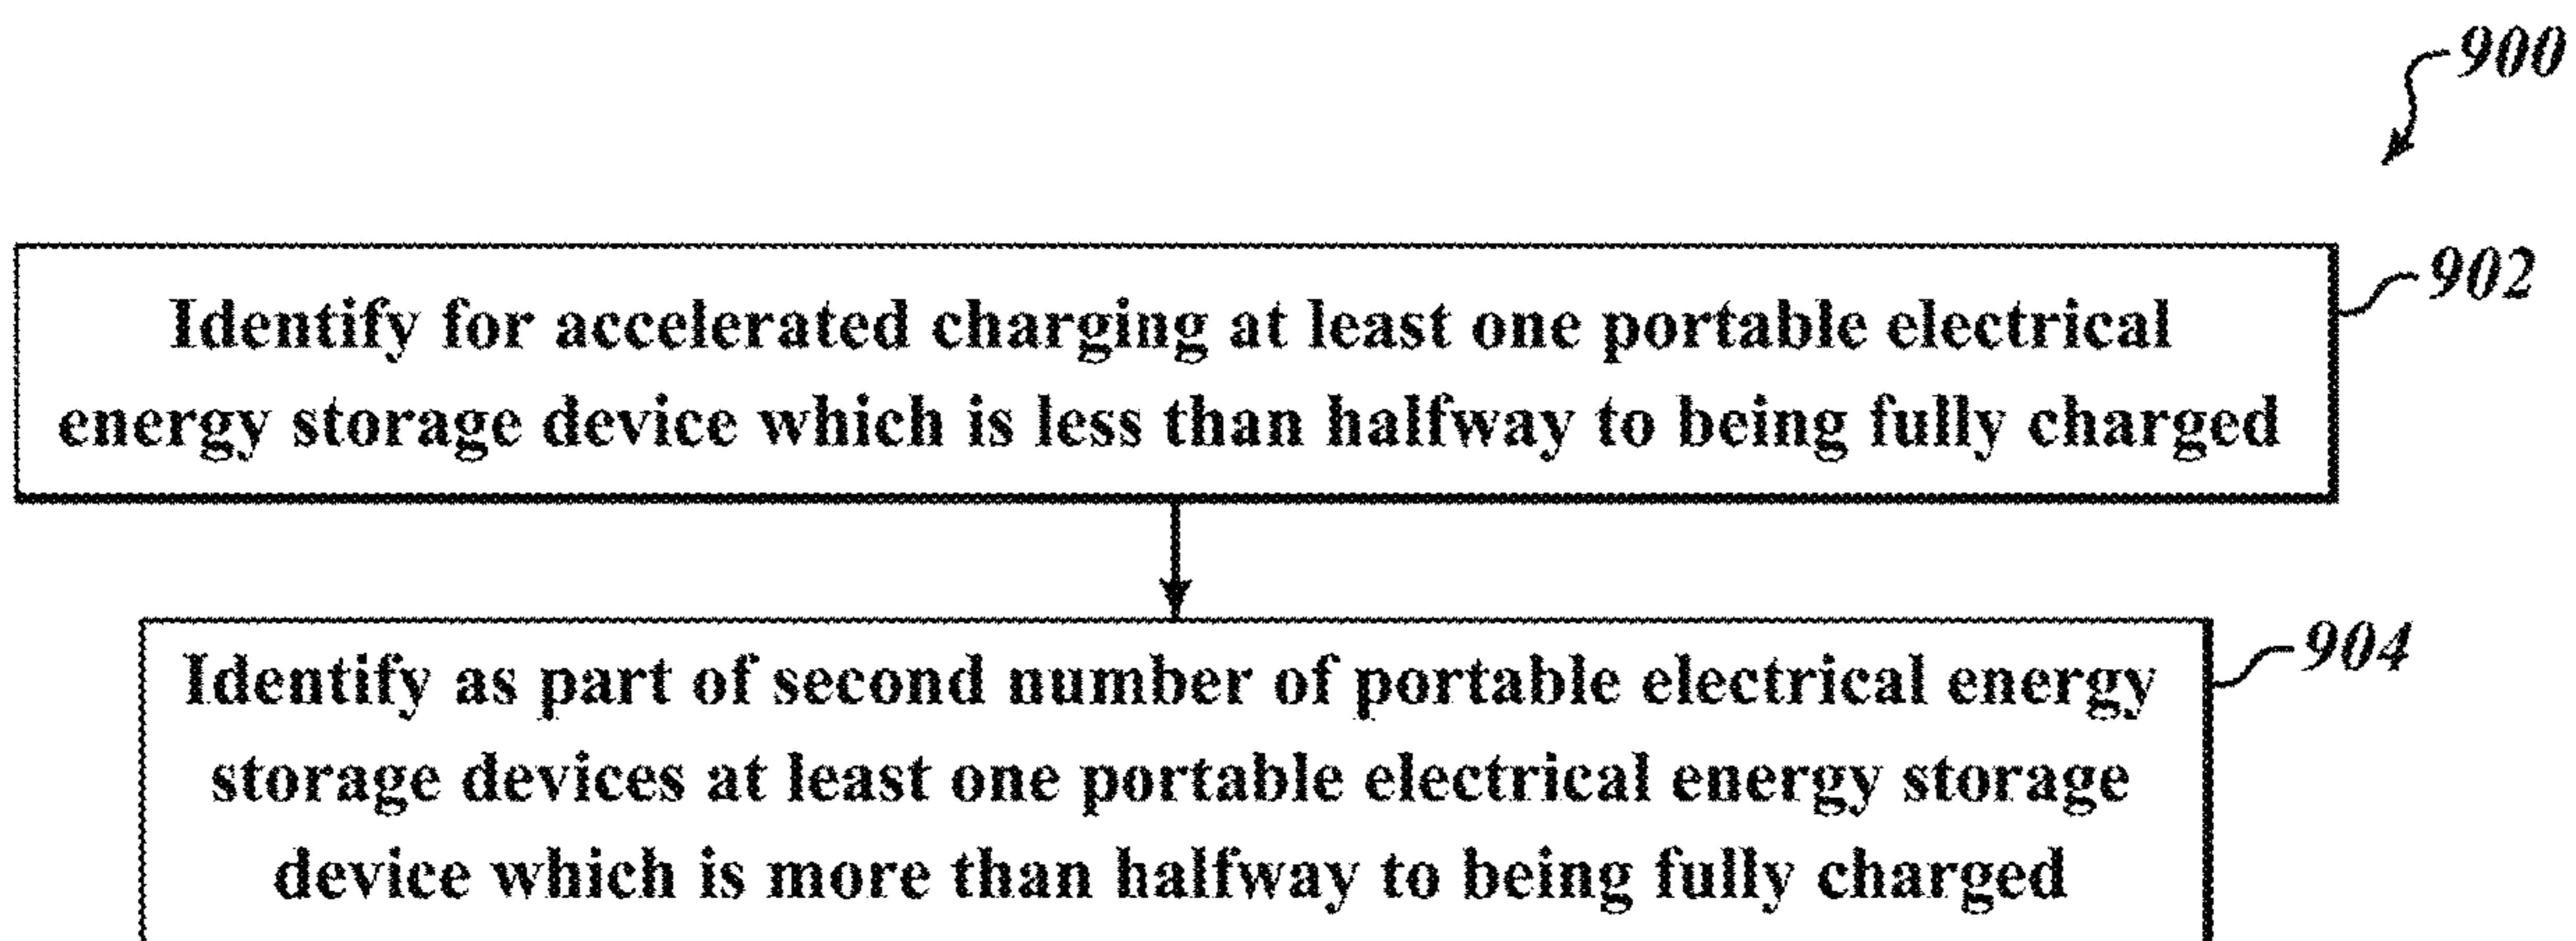 900
902
Identify for accelerated charging at least one portable electrical
energy storage device which is less than halfway to being fully charged
904
Identify as part of second number of portable electrical energy
storage devices at least one portable electrical energy storage
device which is more than halfway to being fully charged